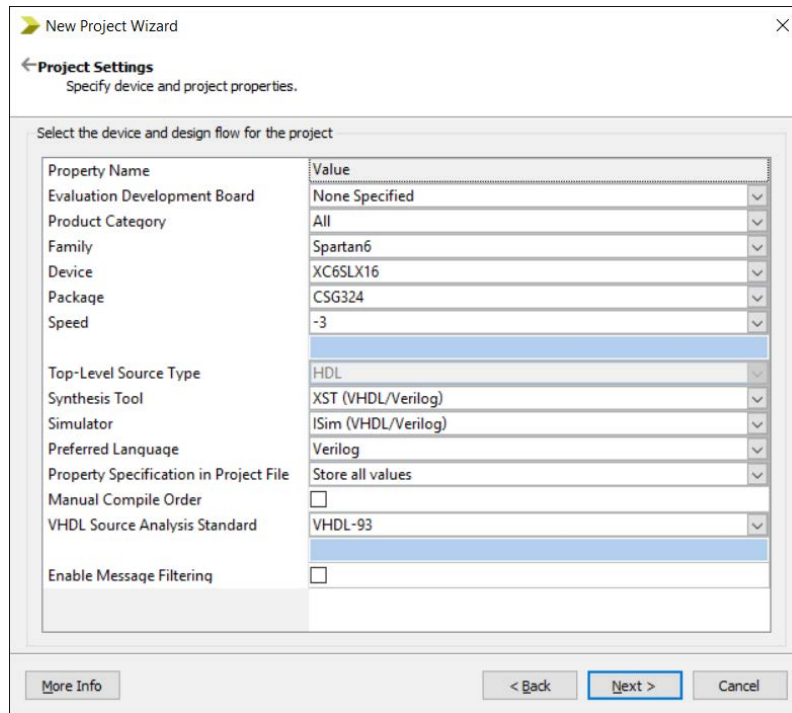 New Project Wizard
Project Settings
Specify device and project properties.
Select the device and design flow for the project
Property Name Value
Evaluation Development Board None Specified
Product Category All
Family Spartan6
Device XC6SLX16
Package CSG324
Speed -3
Top-Level Source Type HDL
Synthesis Tool XST (VHDL/Verilog)
Simulator ISim (VHDL/Verilog)
Preferred Language Verilog
Property Specification in Project File Store all values
Manual Compile Order
VHDL Source Analysis Standard VHDL-93
Enable Message Filtering
More Info < Back Next > Cancel